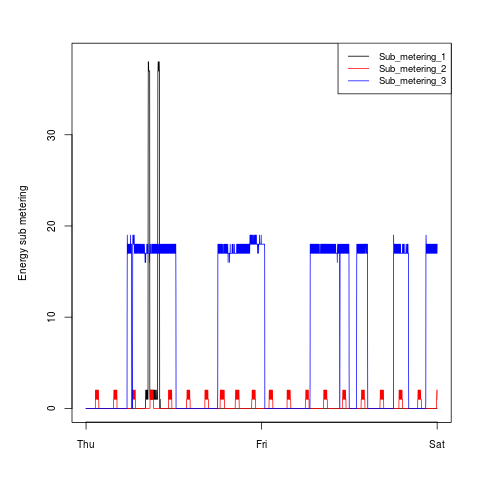 Sub_metering_1
Sub_metering_2
Sub_metering_3
Energy sub metering
30
20
10
0
Thu Fri Sat